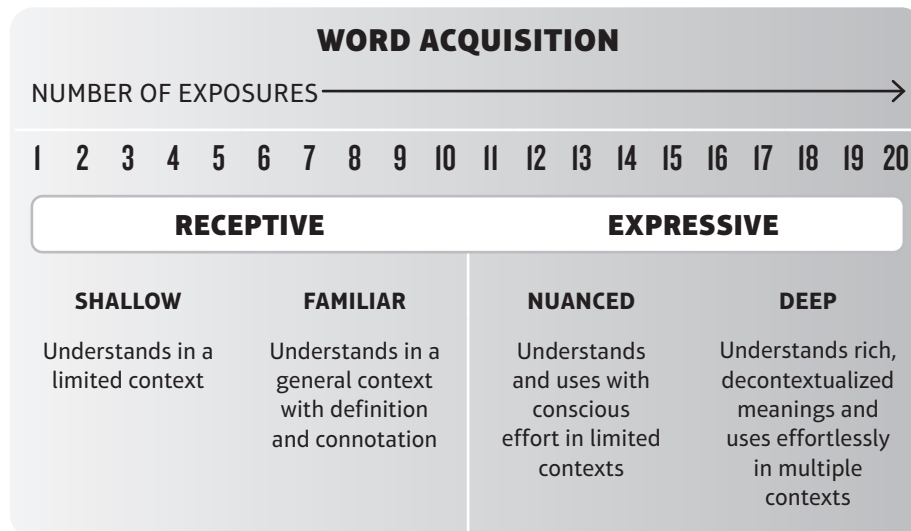 WORD ACQUISITION
NUMBER OF EXPOSURES
1 2 3 4 5 6 7 8 9 10 11 12 13 14 15 16 17 18 19 20
RECEPTIVE EXPRESSIVE
SHALLOW
Understands in a
limited context
FAMILIAR
Understands in a
general context
with definition
and connotation
NUANCED
Understands
and uses with
conscious
effort in limited
contexts
DEEP
Understands rich,
decontextualized
meanings and
uses effortlessly
in multiple
contexts